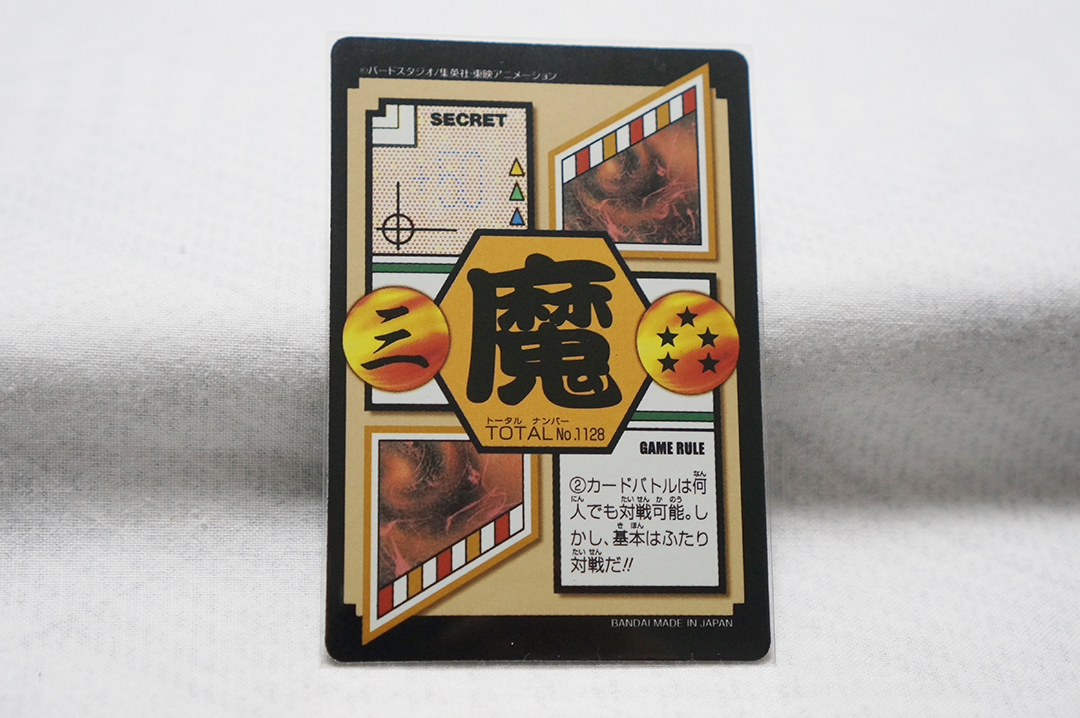 ©バードスタジオ/集英社・東映アニメーション
SECRET
50
三
魔
トータル ナンバー
TOTAL No.1128
GAME RULE
②カードバトルは何
人でも対戦可能。し
かし、基本はふたり
対戦だ!!
BANDAI MADE IN JAPAN